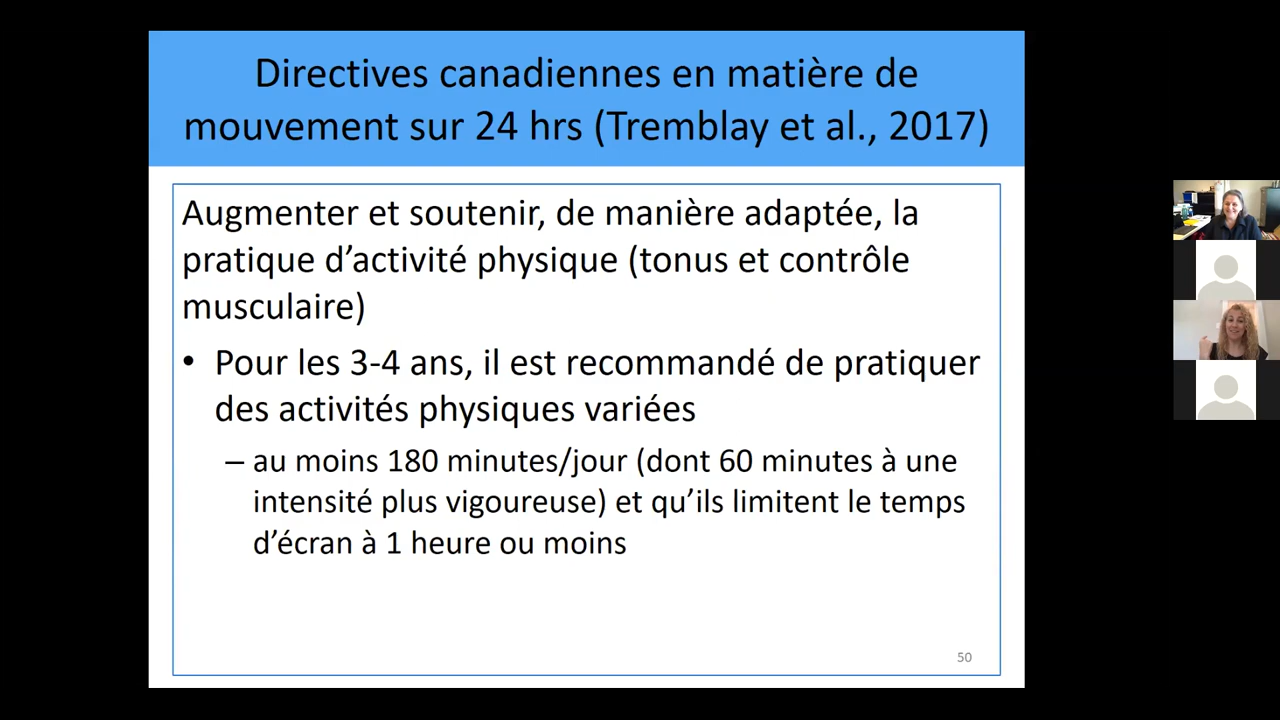 Directives canadiennes en matière de
mouvement sur 24 hrs (Tremblay et al., 2017)
Augmenter et soutenir, de manière adaptée, la
pratique d’activité physique (tonus et contrôle
musculaire)
• Pour les 3-4 ans, il est recommandé de pratiquer
des activités physiques variées
– au moins 180 minutes/jour (dont 60 minutes à une
intensité plus vigoureuse) et qu’ils limitent le temps
d’écran à 1 heure ou moins
50